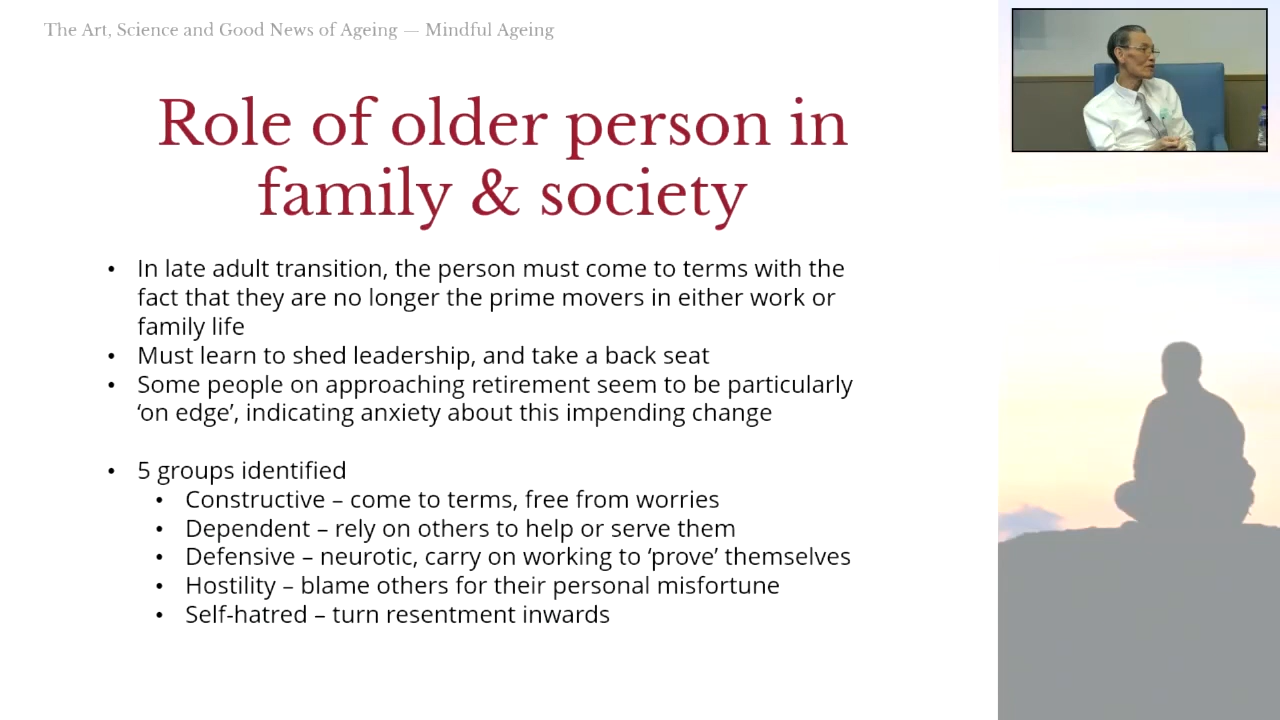 The Art, Science and Good News of Ageing — Mindful Ageing
Role of older person in
family & society
• In late adult transition, the person must come to terms with the
fact that they are no longer the prime movers in either work or
family life
• Must learn to shed leadership, and take a back seat
• Some people on approaching retirement seem to be particularly
‘on edge’, indicating anxiety about this impending change
• 5 groups identified
• Constructive – come to terms, free from worries
• Dependent – rely on others to help or serve them
• Defensive – neurotic, carry on working to ‘prove’ themselves
• Hostility – blame others for their personal misfortune
• Self-hatred – turn resentment inwards